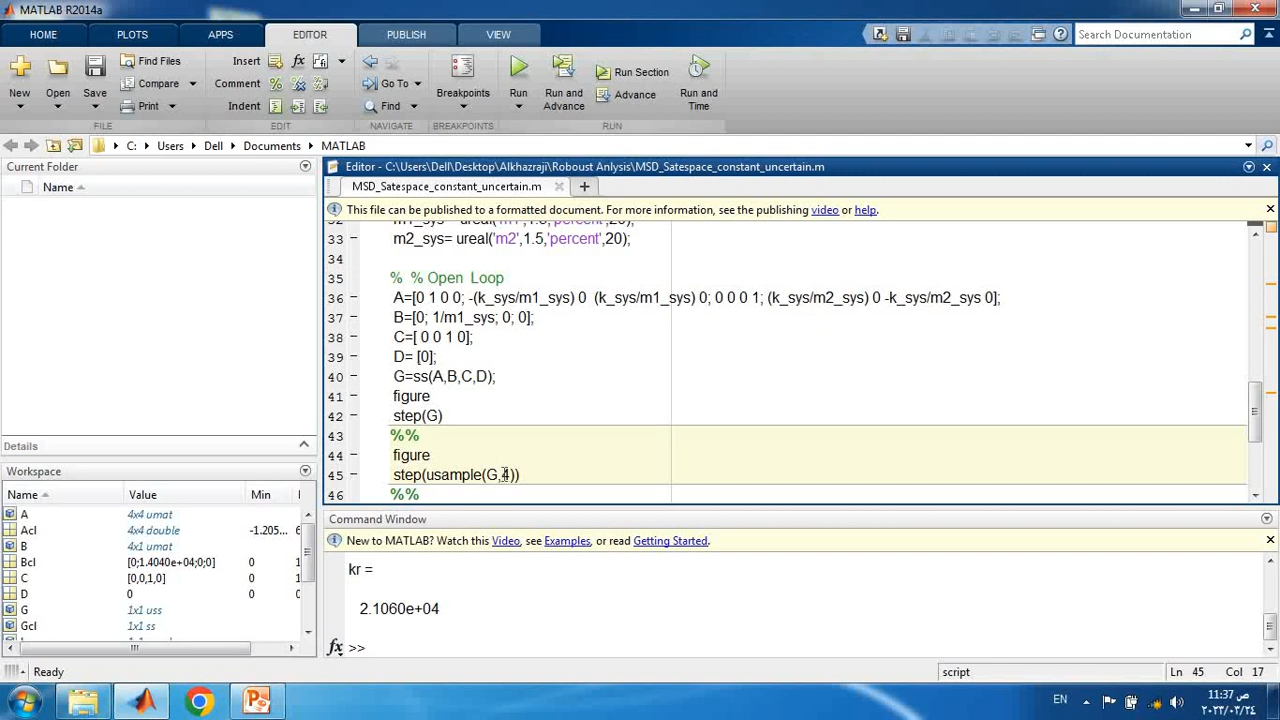 MATLAB R2014a
HOME PLOTS APPS EDITOR PUBLISH VIEW
Search Documentation
New Open Save Find Files Compare Print
Insert Comment Indent
Go To Find
Breakpoints
Run Run and Advance Run Section Advance Run and Time
FILE EDIT NAVIGATE BREAKPOINTS RUN
C: Users Dell Documents MATLAB
Current Folder
Name
Details
Workspace
Name Value Min Max
A 4x4 umat
Acl 4x4 double -1.205...
B 4x1 umat
Bcl [0;1.4040e+04;0;0] 0
C [0,0,1,0] 0
D 0 0
G 1x1 uss
Gcl 1x1 ss
Editor - C:\Users\Dell\Desktop\Alkhazraji\Roboust Anlysis\MSD_Satespace_constant_uncertain.m
MSD_Satespace_constant_uncertain.m
This file can be published to a formatted document. For more information, see the publishing video or help.
33 m2_sys= ureal('m2',1.5,'percent',20);
34
35 % % Open Loop
36 A=[0 1 0 0; -(k_sys/m1_sys) 0 (k_sys/m1_sys) 0; 0 0 0 1; (k_sys/m2_sys) 0 -k_sys/m2_sys 0];
37 B=[0; 1/m1_sys; 0; 0];
38 C=[ 0 0 1 0];
39 D= [0];
40 G=ss(A,B,C,D);
41 figure
42 step(G)
43 %%
44 figure
45 step(usample(G,4))
46 %%
Command Window
New to MATLAB? Watch this Video, see Examples, or read Getting Started.
kr =
2.1060e+04
fx >>
Ready
script
Ln 45 Col 17
EN
11:37 ص
٢٠٢٢/٠٣/٢٤